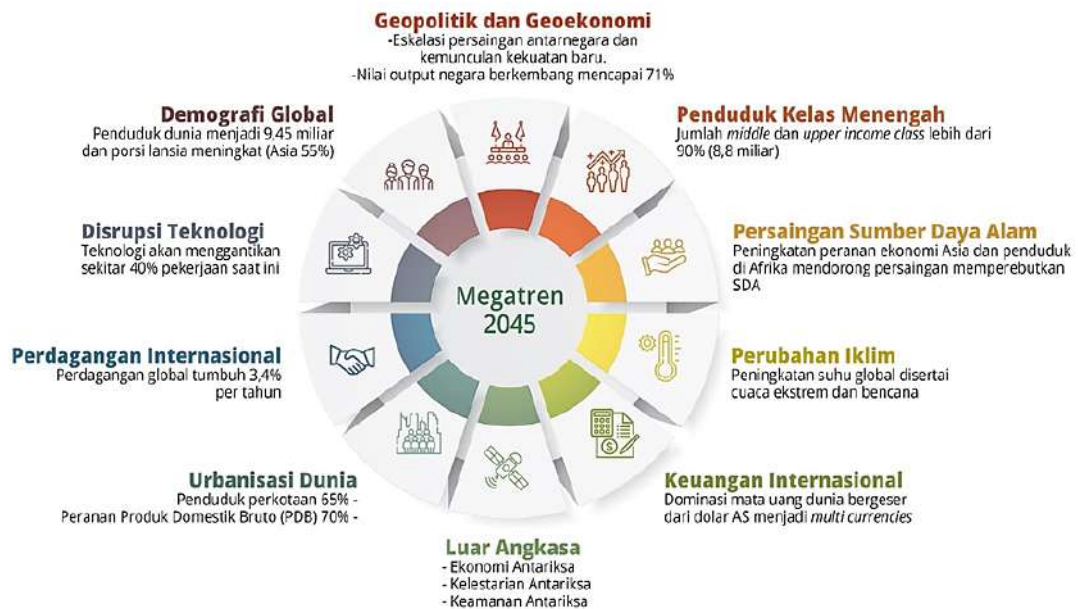 Geopolitik dan Geoekonomi
-Eskalasi persaingan antarnegara dan
kemunculan kekuatan baru.
-Nilai output negara berkembang mencapai 71%
Penduduk Kelas Menengah
Jumlah middle dan upper income class lebih dari
90% (8,8 miliar)
Persaingan Sumber Daya Alam
Peningkatan peranan ekonomi Asia dan penduduk
di Afrika mendorong persaingan memperebutkan
SDA
Perubahan Iklim
Peningkatan suhu global disertai
cuaca ekstrem dan bencana
Keuangan Internasional
Dominasi mata uang dunia bergeser
dari dolar AS menjadi multi currencies
Luar Angkasa
- Ekonomi Antariksa
- Kelestarian Antariksa
- Keamanan Antariksa
Urbanisasi Dunia
Penduduk perkotaan 65% -
Peranan Produk Domestik Bruto (PDB) 70% -
Perdagangan Internasional
Perdagangan global tumbuh 3,4%
per tahun
Disrupsi Teknologi
Teknologi akan menggantikan
sekitar 40% pekerjaan saat ini
Demografi Global
Penduduk dunia menjadi 9,45 miliar
dan porsi lansia meningkat (Asia 55%)
Megatren
2045